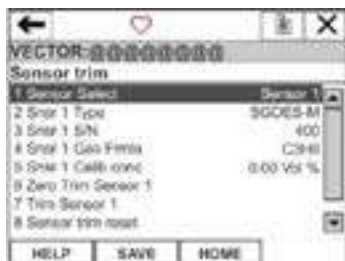 VECTOR:@@@@@@@@
Sensor trim
1 Sensor Select Sensor 1
2 Snsr 1 Type SGOES-M
3 Snsr 1 S/N 400
4 Snsr 1 Gas Frmla C3H8
5 Snsr 1 Calib conc 0.00 Vol %
6 Zero Trim Sensor 1
7 Trim Sensor 1
8 Sensor trim reset
HELP SAVE HOME